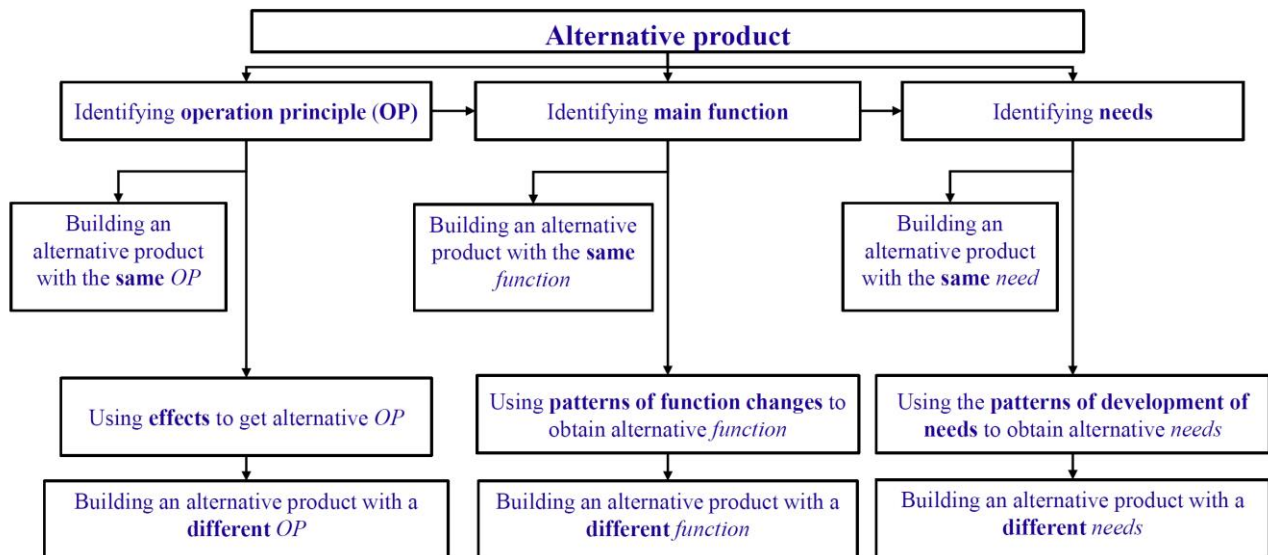 Alternative product
Identifying operation principle (OP)
Identifying main function
Identifying needs
Building an
alternative product
with the same OP
Building an alternative
product with the same
function
Building an
alternative product
with the same need
Using effects to get alternative OP
Using patterns of function changes to
obtain alternative function
Using the patterns of development of
needs to obtain alternative needs
Building an alternative product with a
different OP
Building an alternative product with a
different function
Building an alternative product with a
different needs